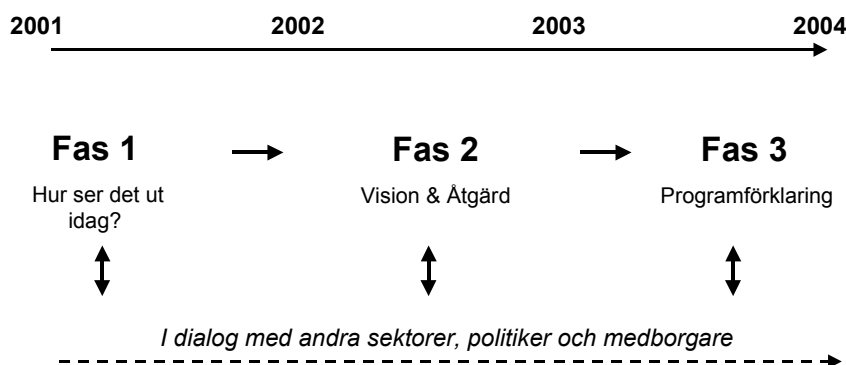 2001 2002 2003 2004
Fas 1 Fas 2 Fas 3
Hur ser det ut
idag?
Vision & Åtgärd
Programförklaring
I dialog med andra sektorer, politiker och medborgare